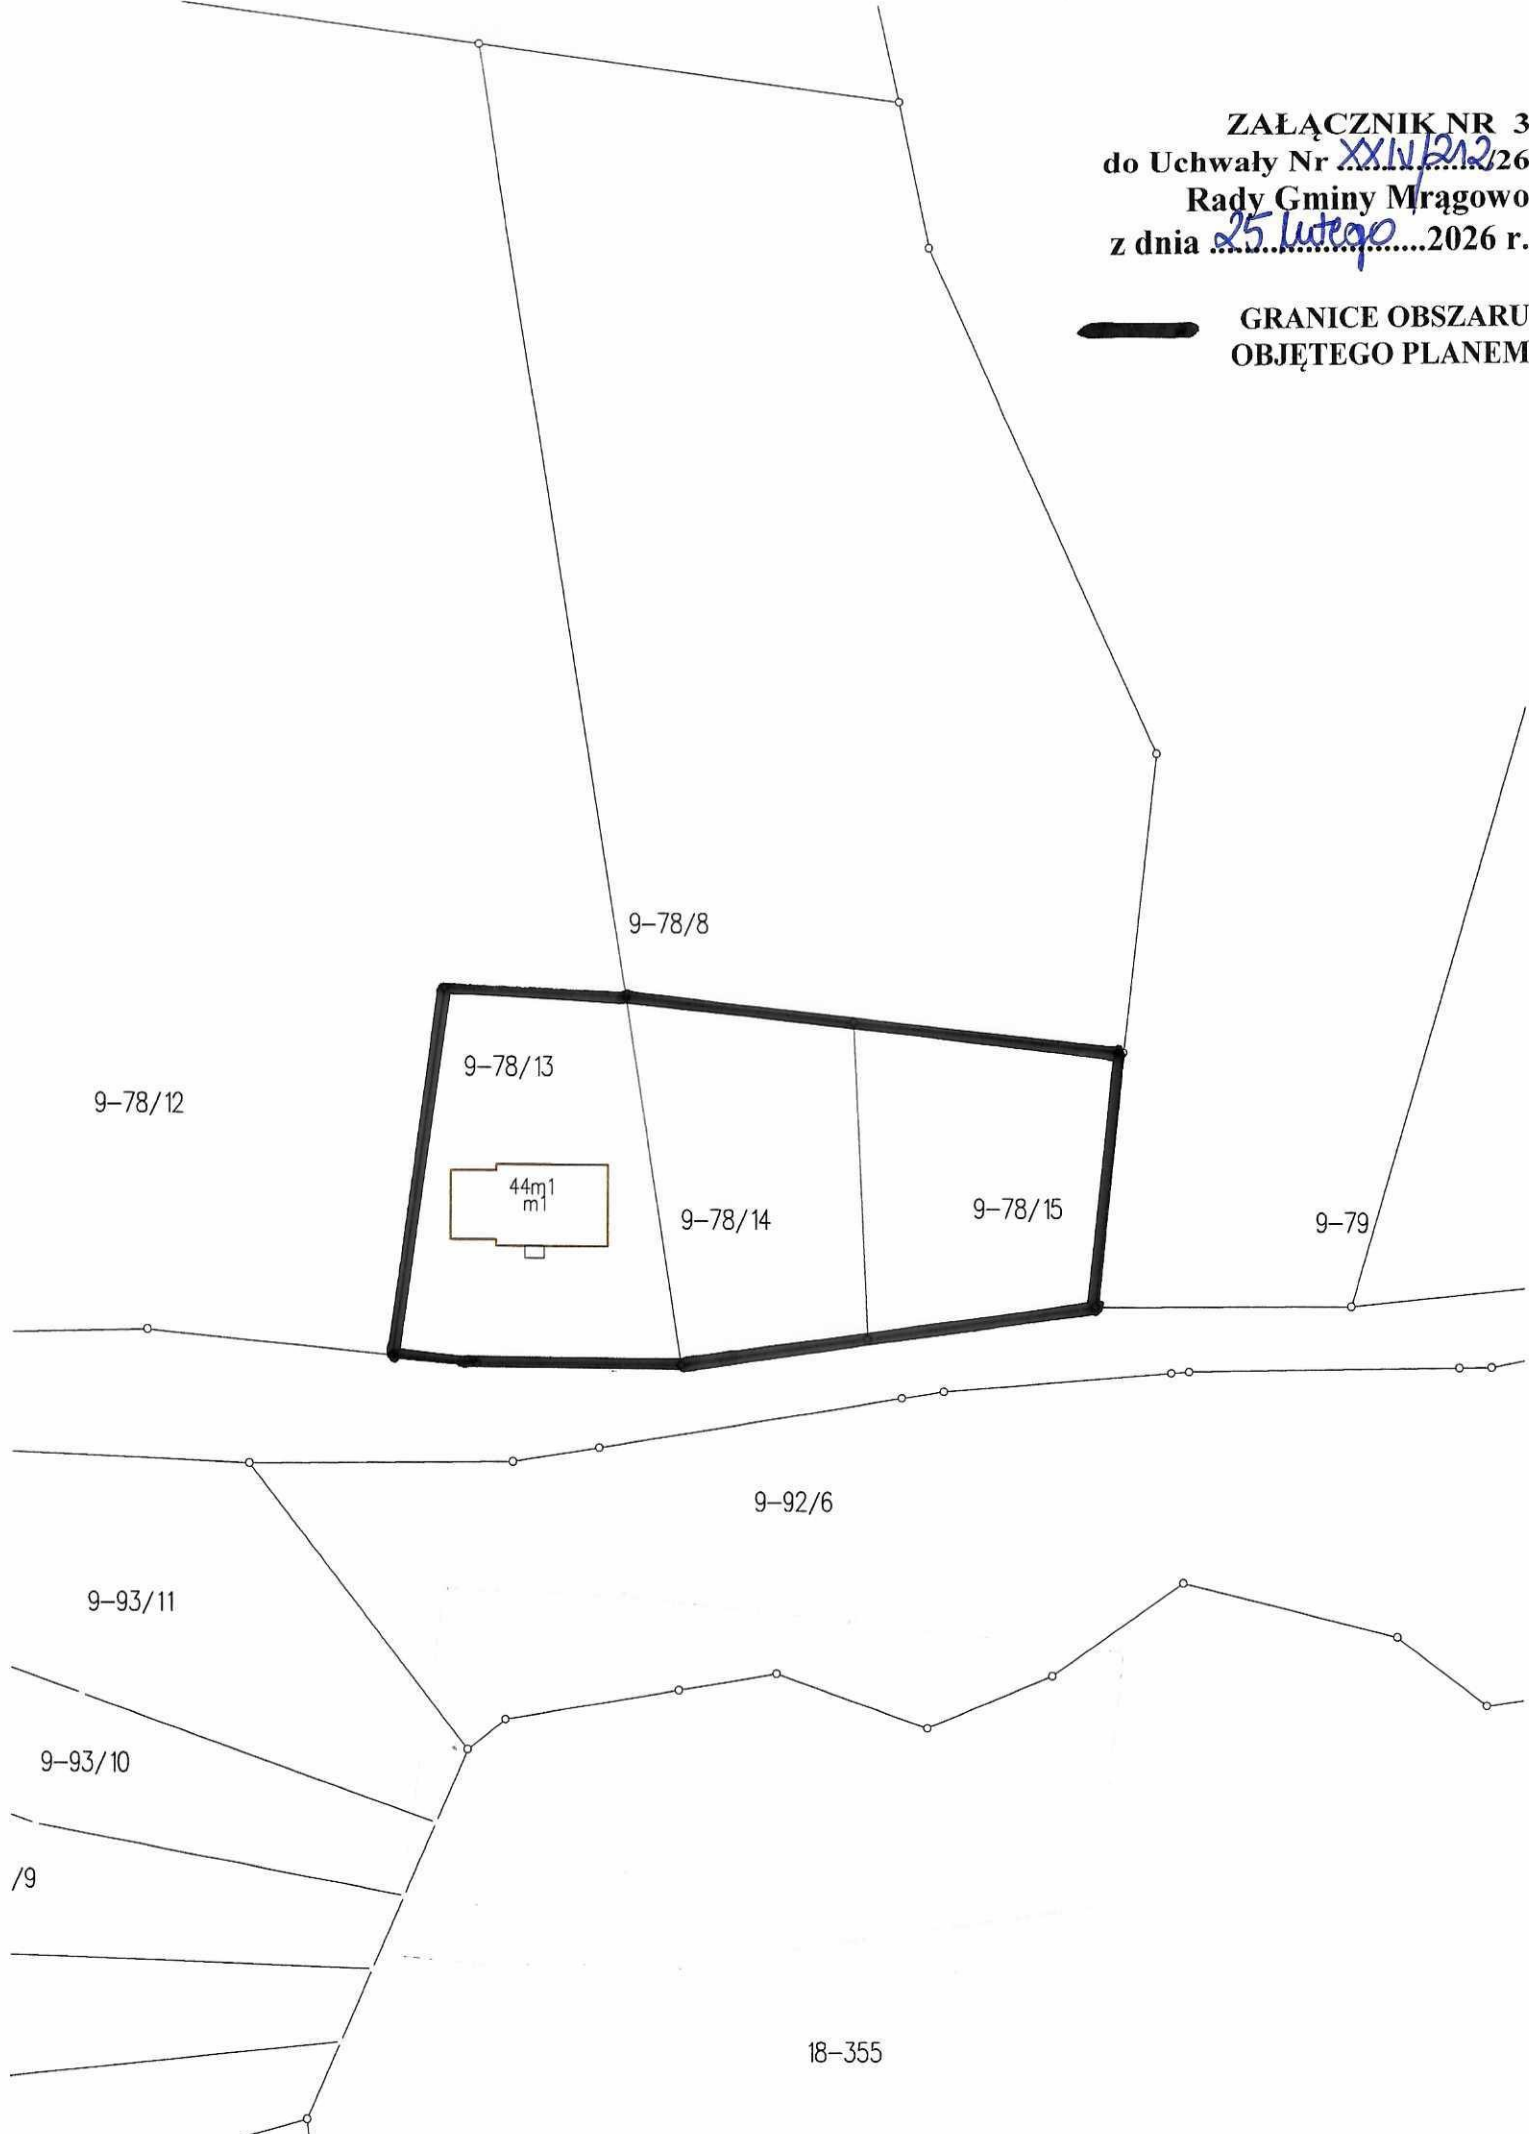 ZAŁĄCZNIK NR 3
do Uchwały Nr XXIV/212/26
Rady Gminy Mrągowo
z dnia 25 lutego 2026 r.
GRANICE OBSZARU
OBJĘTEGO PLANEM
9-78/8
9-78/13
9-78/12
44m1
m1
9-78/14
9-78/15
9-79
9-92/6
9-93/11
9-93/10
/9
18-355